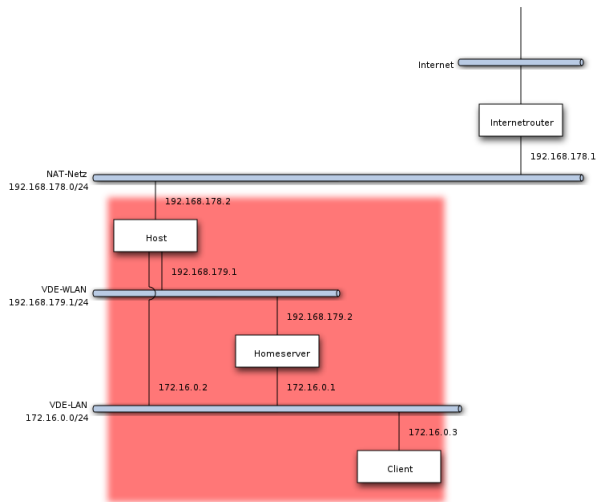 Internet
Internetrouter
192.168.178.1
NAT-Netz
192.168.178.0/24
192.168.178.2
Host
192.168.179.1
VDE-WLAN
192.168.179.1/24
192.168.179.2
Homeserver
172.16.0.2
172.16.0.1
VDE-LAN
172.16.0.0/24
172.16.0.3
Client